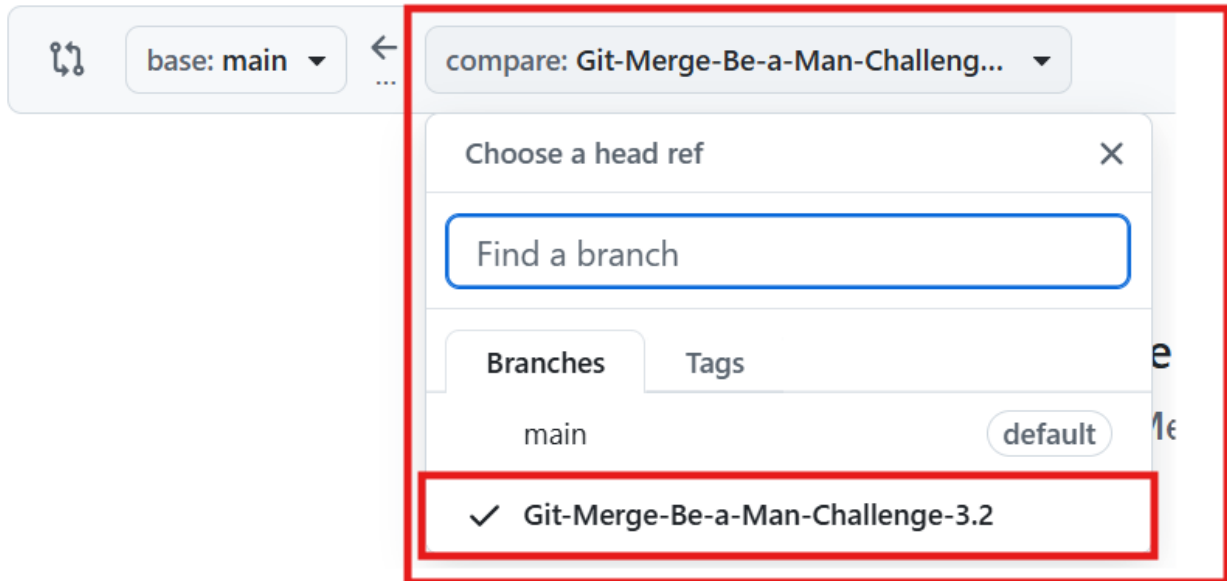 base: main
compare: Git-Merge-Be-a-Man-Challeng...
Choose a head ref
Find a branch
Branches Tags
main default
Git-Merge-Be-a-Man-Challenge-3.2